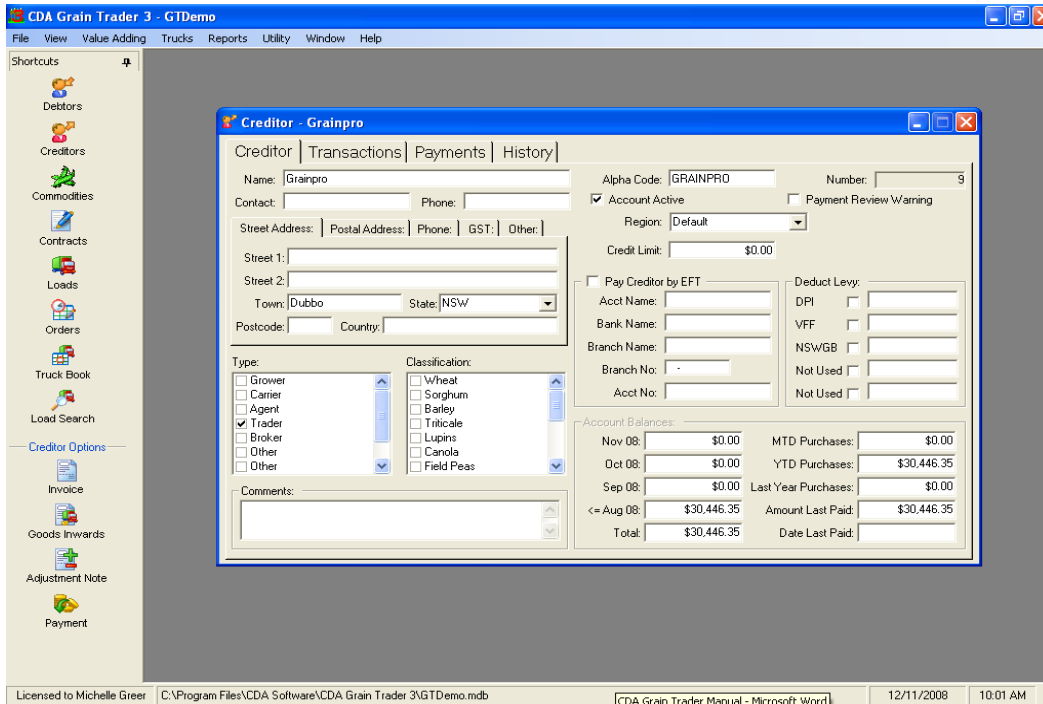 CDA Grain Trader 3 - GTDemo
File View Value Adding Trucks Reports Utility Window Help
Shortcuts
Debtors
Creditors
Commodities
Contracts
Loads
Orders
Truck Book
Load Search
Creditor Options
Invoice
Goods Inwards
Adjustment Note
Payment
Creditor - Grainpro
Creditor Transactions Payments History
Name: Grainpro
Contact: Phone:
Street Address: Postal Address: Phone: GST: Other:
Street 1:
Street 2:
Town: Dubbo State: NSW
Postcode: Country:
Type:
Grower
Carrier
Agent
Trader
Broker
Other
Other
Classification:
Wheat
Sorghum
Barley
Triticale
Lupins
Canola
Field Peas
Comments:
Alpha Code: GRAINPRO Number: 9
Account Active Payment Review Warning
Region: Default
Credit Limit: $0.00
Pay Creditor by EFT
Acct Name:
Bank Name:
Branch Name:
Branch No: -
Acct No:
Deduct Levy:
DPI
VFF
NSWGB
Not Used
Not Used
Account Balances:
Nov 08: $0.00 MTD Purchases: $0.00
Oct 08: $0.00 YTD Purchases: $30,446.35
Sep 08: $0.00 Last Year Purchases: $0.00
<= Aug 08: $30,446.35 Amount Last Paid: $30,446.35
Total: $30,446.35 Date Last Paid:
Licensed to Michelle Greer C:\Program Files\CDA Software\CDA Grain Trader 3\GTDemo.mdb CDA Grain Trader Manual - Microsoft Word 12/11/2008 10:01 AM